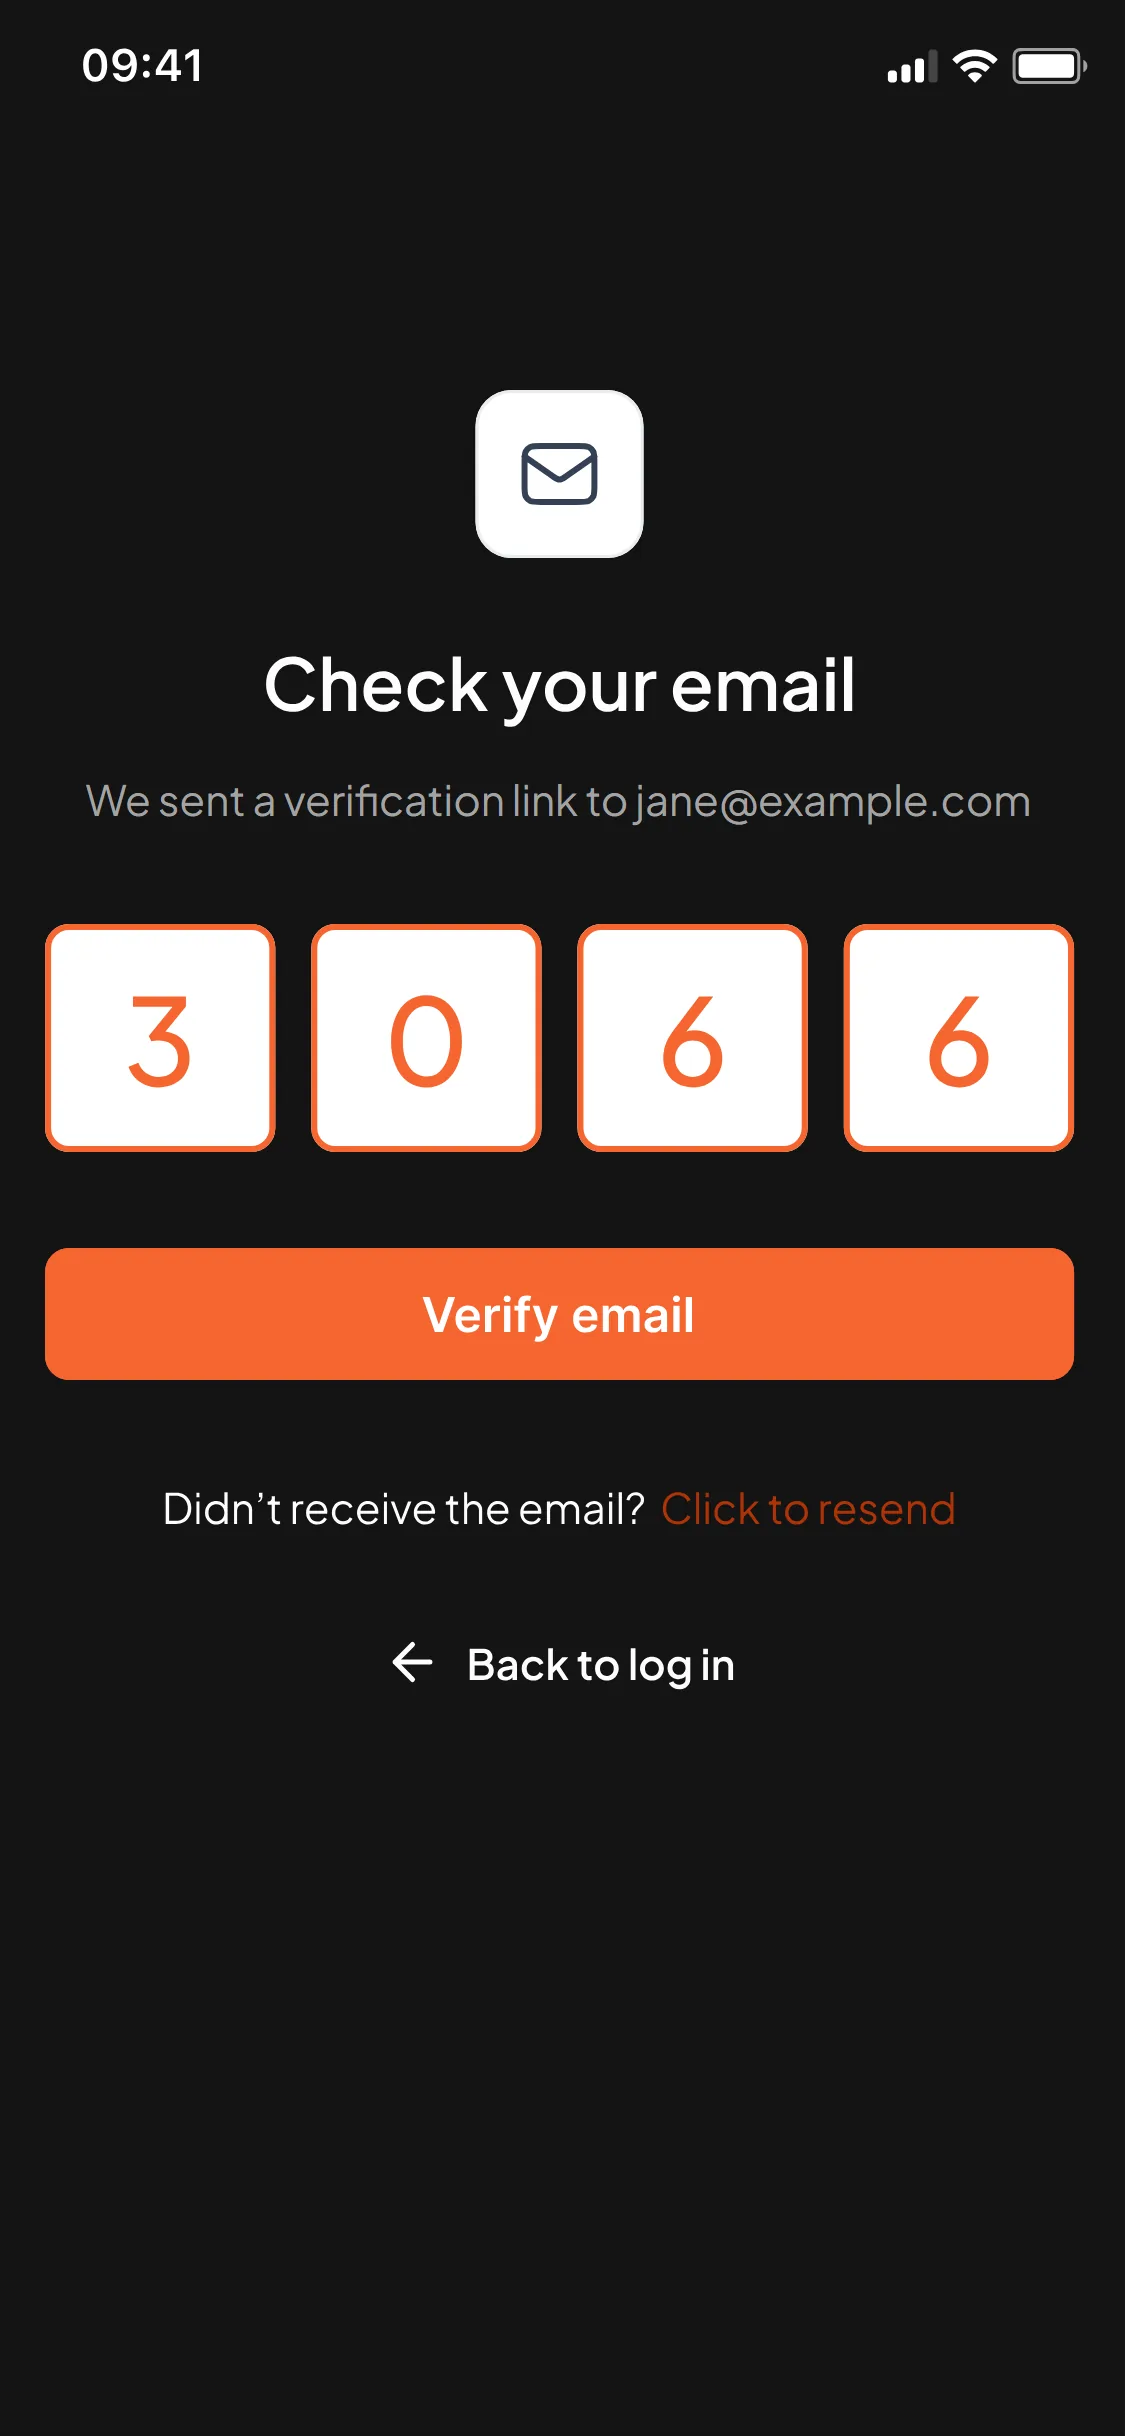 09:41
Check your email
We sent a verification link to jane@example.com
3 0 6 6
Verify email
Didn’t receive the email? Click to resend
Back to log in